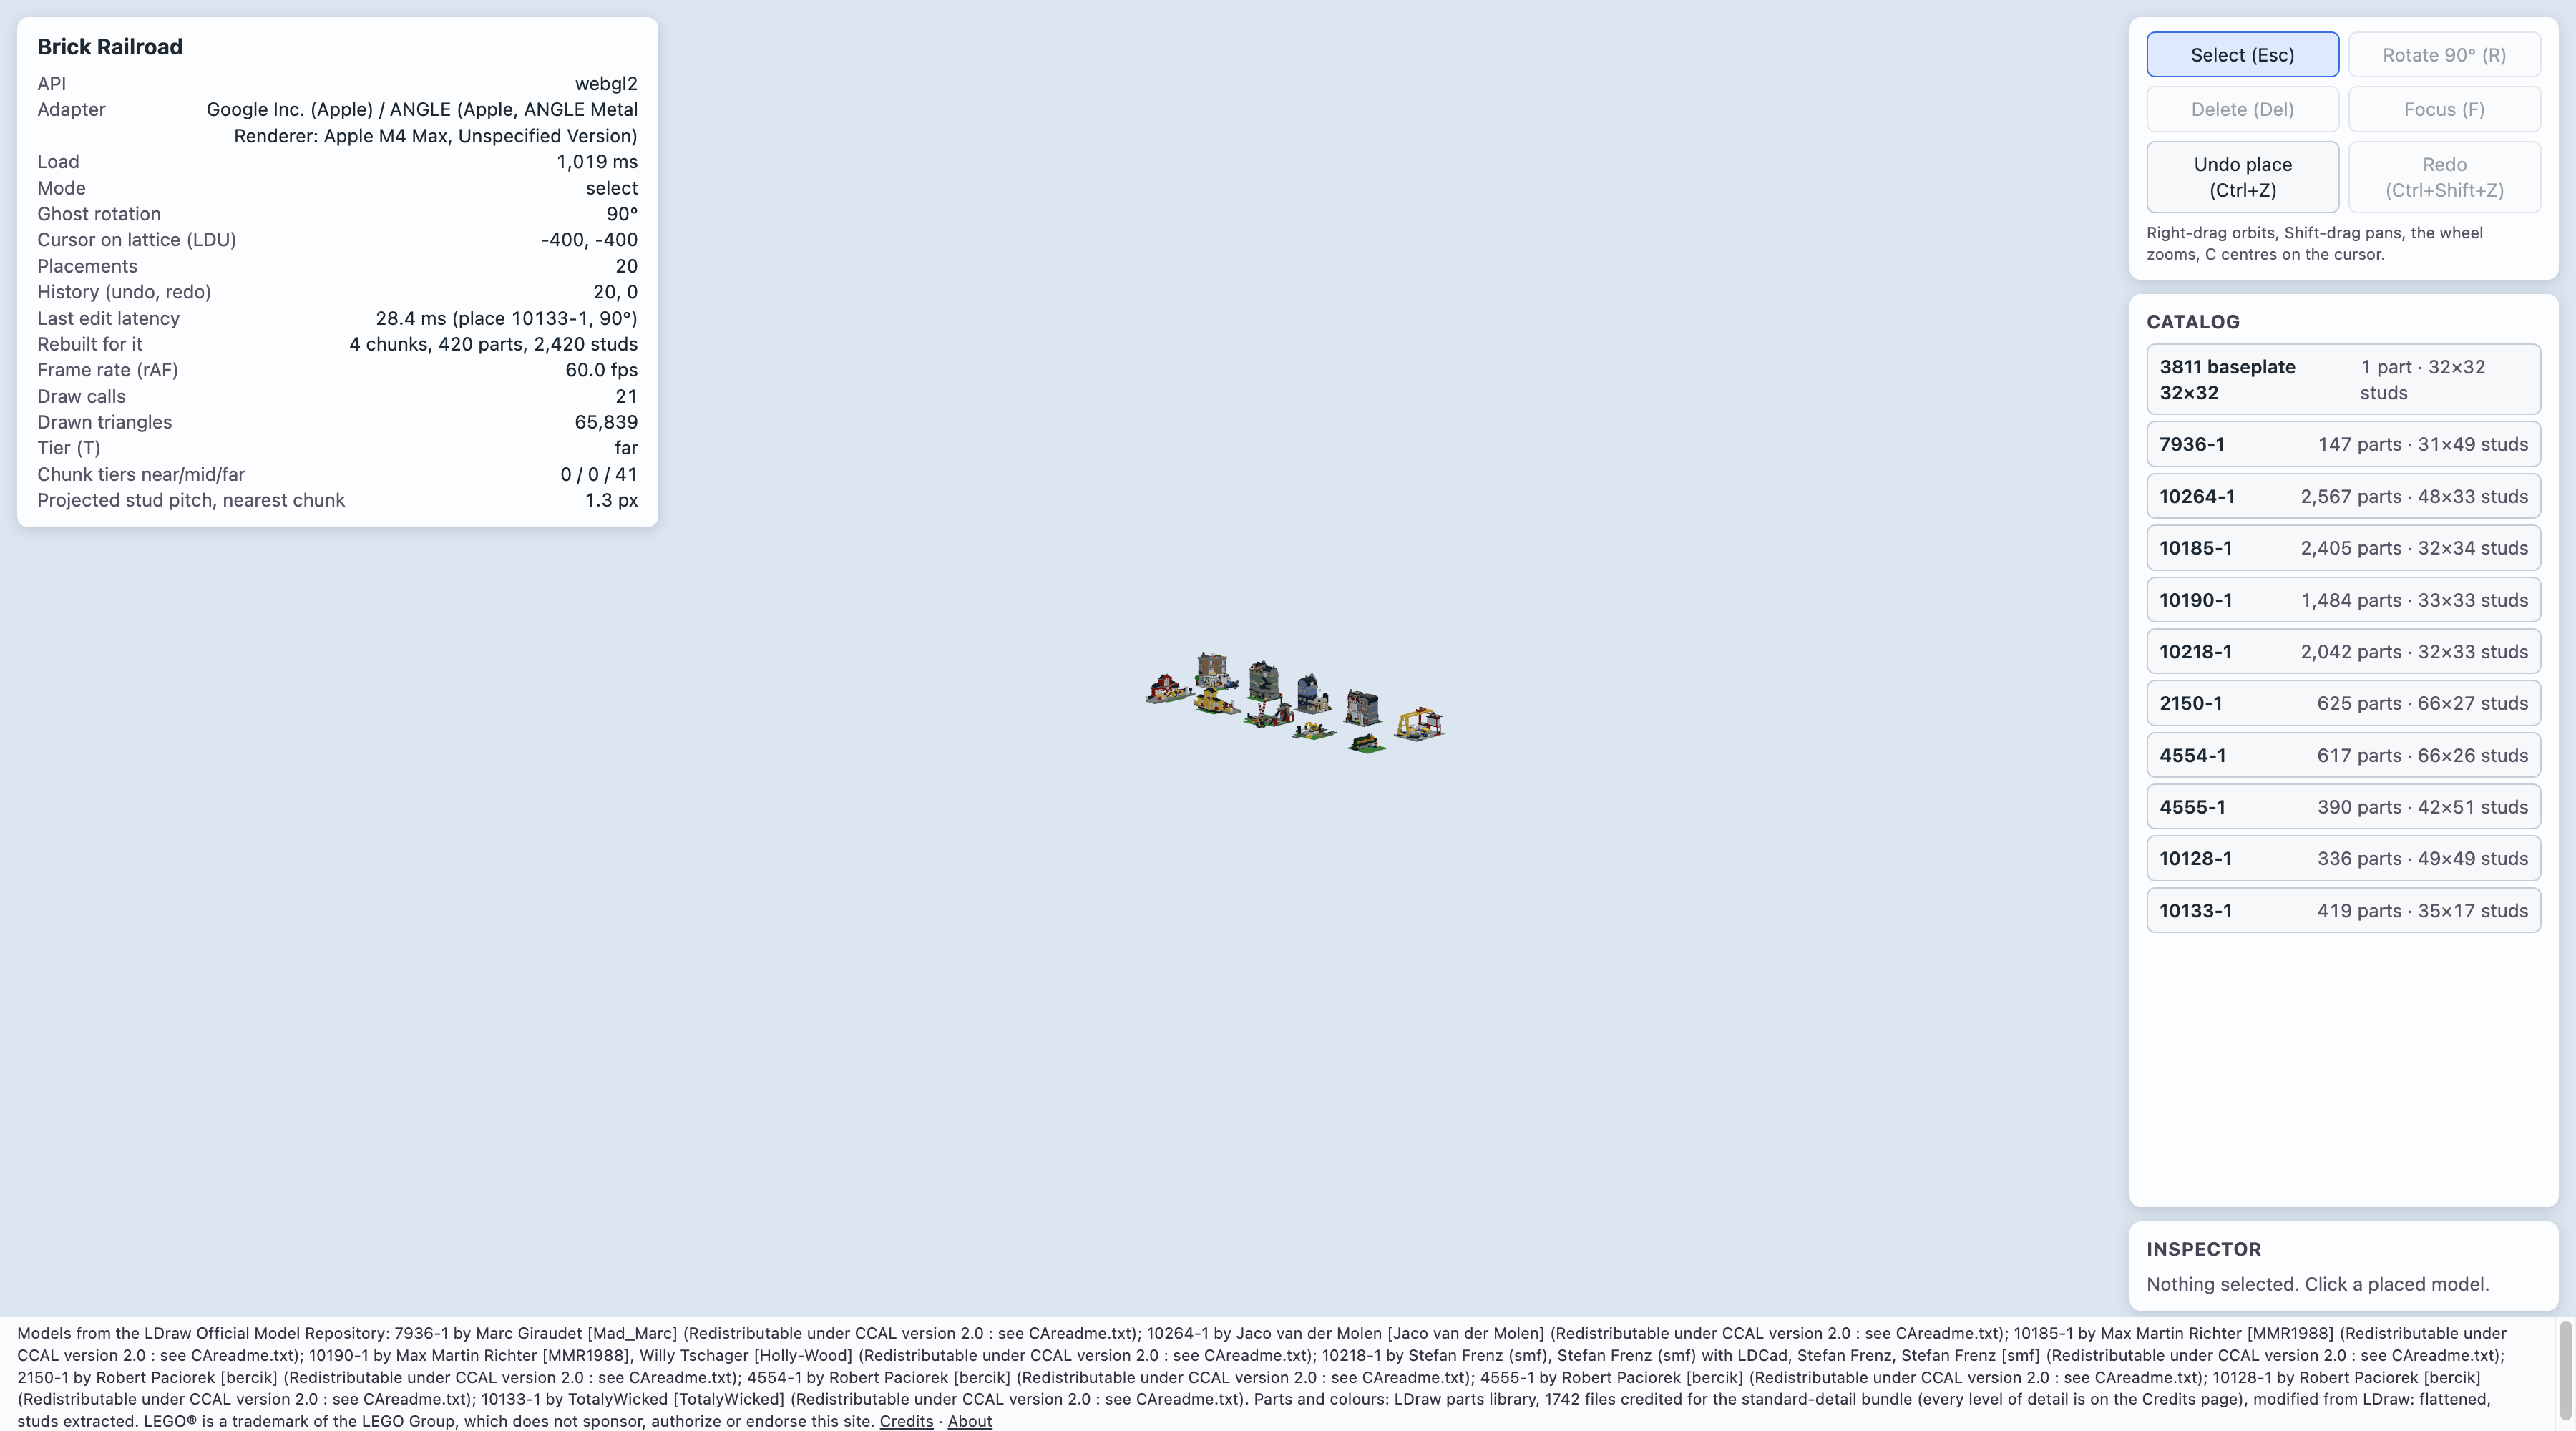 Brick Railroad
API webgl2
Adapter Google Inc. (Apple) / ANGLE (Apple, ANGLE Metal
Renderer: Apple M4 Max, Unspecified Version)
Load 1,019 ms
Mode select
Ghost rotation 90°
Cursor on lattice (LDU) -400, -400
Placements 20
History (undo, redo) 20, 0
Last edit latency 28.4 ms (place 10133-1, 90°)
Rebuilt for it 4 chunks, 420 parts, 2,420 studs
Frame rate (rAF) 60.0 fps
Draw calls 21
Drawn triangles 65,839
Tier (T) far
Chunk tiers near/mid/far 0 / 0 / 41
Projected stud pitch, nearest chunk 1.3 px
Select (Esc) Rotate 90° (R)
Delete (Del) Focus (F)
Undo place Redo
(Ctrl+Z) (Ctrl+Shift+Z)
Right-drag orbits, Shift-drag pans, the wheel
zooms, C centres on the cursor.
CATALOG
3811 baseplate 1 part · 32×32
32×32 studs
7936-1 147 parts · 31×49 studs
10264-1 2,567 parts · 48×33 studs
10185-1 2,405 parts · 32×34 studs
10190-1 1,484 parts · 33×33 studs
10218-1 2,042 parts · 32×33 studs
2150-1 625 parts · 66×27 studs
4554-1 617 parts · 66×26 studs
4555-1 390 parts · 42×51 studs
10128-1 336 parts · 49×49 studs
10133-1 419 parts · 35×17 studs
INSPECTOR
Nothing selected. Click a placed model.
Models from the LDraw Official Model Repository: 7936-1 by Marc Giraudet [Mad_Marc] (Redistributable under CCAL version 2.0 : see CAreadme.txt); 10264-1 by Jaco van der Molen [Jaco van der Molen] (Redistributable under CCAL version 2.0 : see CAreadme.txt); 10185-1 by Max Martin Richter [MMR1988] (Redistributable under
CCAL version 2.0 : see CAreadme.txt); 10190-1 by Max Martin Richter [MMR1988], Willy Tschager [Holly-Wood] (Redistributable under CCAL version 2.0 : see CAreadme.txt); 10218-1 by Stefan Frenz (smf), Stefan Frenz (smf) with LDCad, Stefan Frenz, Stefan Frenz [smf] (Redistributable under CCAL version 2.0 : see CAreadme.txt);
2150-1 by Robert Paciorek [bercik] (Redistributable under CCAL version 2.0 : see CAreadme.txt); 4554-1 by Robert Paciorek [bercik] (Redistributable under CCAL version 2.0 : see CAreadme.txt); 4555-1 by Robert Paciorek [bercik] (Redistributable under CCAL version 2.0 : see CAreadme.txt); 10128-1 by Robert Paciorek [bercik]
(Redistributable under CCAL version 2.0 : see CAreadme.txt); 10133-1 by TotalyWicked [TotalyWicked] (Redistributable under CCAL version 2.0 : see CAreadme.txt). Parts and colours: LDraw parts library, 1742 files credited for the standard-detail bundle (every level of detail is on the Credits page), modified from LDraw: flattened,
studs extracted. LEGO® is a trademark of the LEGO Group, which does not sponsor, authorize or endorse this site. Credits · About